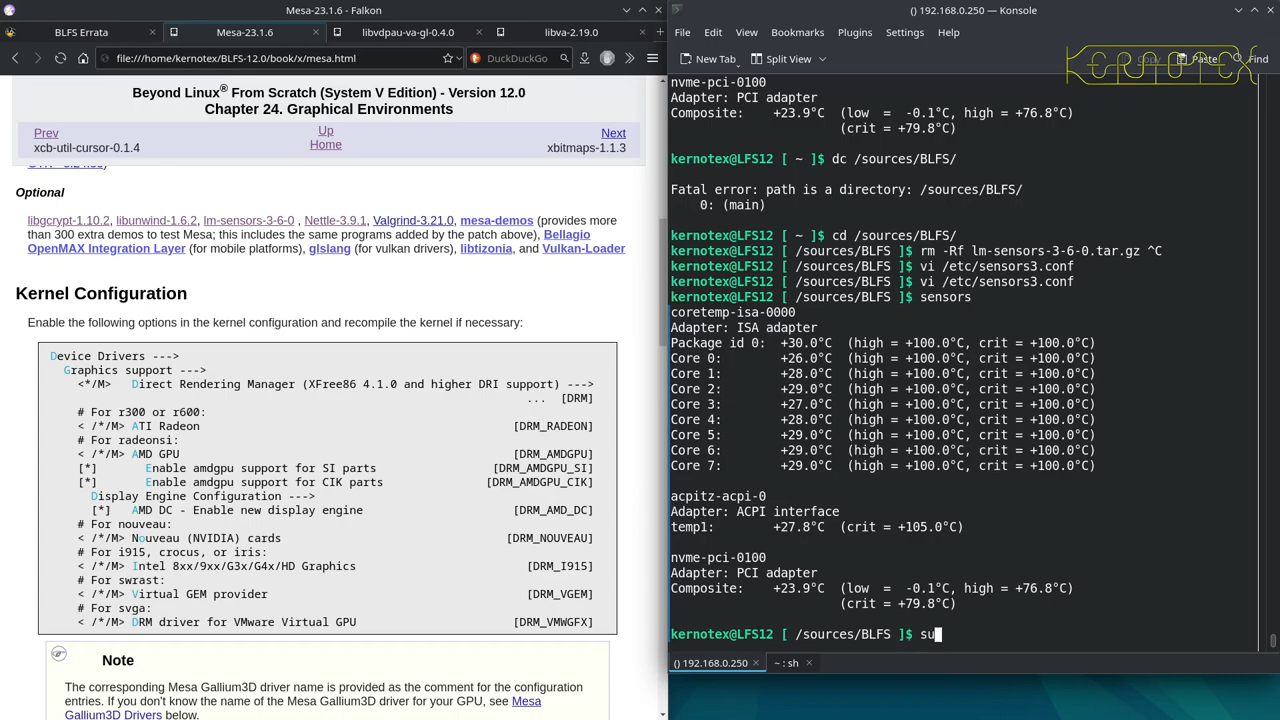 Mesa-23.1.6 — Falkon
BLFS Errata
Mesa-23.1.6
libvdpau-va-gl-0.4.0
libva-2.19.0
file:///home/kernotex/BLFS-12.0/book/x/mesa.html
DuckDuckGo
Beyond Linux® From Scratch (System V Edition) - Version 12.0
Chapter 24. Graphical Environments
Prev Up Next
xcb-util-cursor-0.1.4 Home xbitmaps-1.1.3
Optional
libgcrypt-1.10.2, libunwind-1.6.2, lm-sensors-3-6-0 , Nettle-3.9.1, Valgrind-3.21.0, mesa-demos (provides more
than 300 extra demos to test Mesa; this includes the same programs added by the patch above), Bellagio
OpenMAX Integration Layer (for mobile platforms), glslang (for vulkan drivers), libtizonia, and Vulkan-Loader
Kernel Configuration
Enable the following options in the kernel configuration and recompile the kernel if necessary:
Device Drivers --->
Graphics support --->
<*/M> Direct Rendering Manager (XFree86 4.1.0 and higher DRI support) --->
... [DRM]
# For r300 or r600:
< /*/M> ATI Radeon [DRM_RADEON]
# For radeonsi:
< /*/M> AMD GPU [DRM_AMDGPU]
[*] Enable amdgpu support for SI parts [DRM_AMDGPU_SI]
[*] Enable amdgpu support for CIK parts [DRM_AMDGPU_CIK]
Display Engine Configuration --->
[*] AMD DC - Enable new display engine [DRM_AMD_DC]
# For nouveau:
< /*/M> Nouveau (NVIDIA) cards [DRM_NOUVEAU]
# For i915, crocus, or iris:
< /*/M> Intel 8xx/9xx/G3x/G4x/HD Graphics [DRM_I915]
# For swrast:
< /*/M> Virtual GEM provider [DRM_VGEM]
# For svga:
< /*/M> DRM driver for VMware Virtual GPU [DRM_VMWGFX]
Note
The corresponding Mesa Gallium3D driver name is provided as the comment for the configuration
entries. If you don't know the name of the Mesa Gallium3D driver for your GPU, see Mesa
Gallium3D Drivers below.
() 192.168.0.250 — Konsole
File Edit View Bookmarks Plugins Settings Help
New Tab Split View Copy Paste Find
KERNOTEX
nvme-pci-0100
Adapter: PCI adapter
Composite: +23.9°C (low = -0.1°C, high = +76.8°C)
(crit = +79.8°C)
kernotex@LFS12 [ ~ ]$ dc /sources/BLFS/
Fatal error: path is a directory: /sources/BLFS/
0: (main)
kernotex@LFS12 [ ~ ]$ cd /sources/BLFS/
kernotex@LFS12 [ /sources/BLFS ]$ rm -Rf lm-sensors-3-6-0.tar.gz ^C
kernotex@LFS12 [ /sources/BLFS ]$ vi /etc/sensors3.conf
kernotex@LFS12 [ /sources/BLFS ]$ vi /etc/sensors3.conf
kernotex@LFS12 [ /sources/BLFS ]$ sensors
coretemp-isa-0000
Adapter: ISA adapter
Package id 0: +30.0°C (high = +100.0°C, crit = +100.0°C)
Core 0: +26.0°C (high = +100.0°C, crit = +100.0°C)
Core 1: +28.0°C (high = +100.0°C, crit = +100.0°C)
Core 2: +29.0°C (high = +100.0°C, crit = +100.0°C)
Core 3: +27.0°C (high = +100.0°C, crit = +100.0°C)
Core 4: +28.0°C (high = +100.0°C, crit = +100.0°C)
Core 5: +29.0°C (high = +100.0°C, crit = +100.0°C)
Core 6: +29.0°C (high = +100.0°C, crit = +100.0°C)
Core 7: +29.0°C (high = +100.0°C, crit = +100.0°C)
acpitz-acpi-0
Adapter: ACPI interface
temp1: +27.8°C (crit = +105.0°C)
nvme-pci-0100
Adapter: PCI adapter
Composite: +23.9°C (low = -0.1°C, high = +76.8°C)
(crit = +79.8°C)
kernotex@LFS12 [ /sources/BLFS ]$ su
() 192.168.0.250
~ : sh